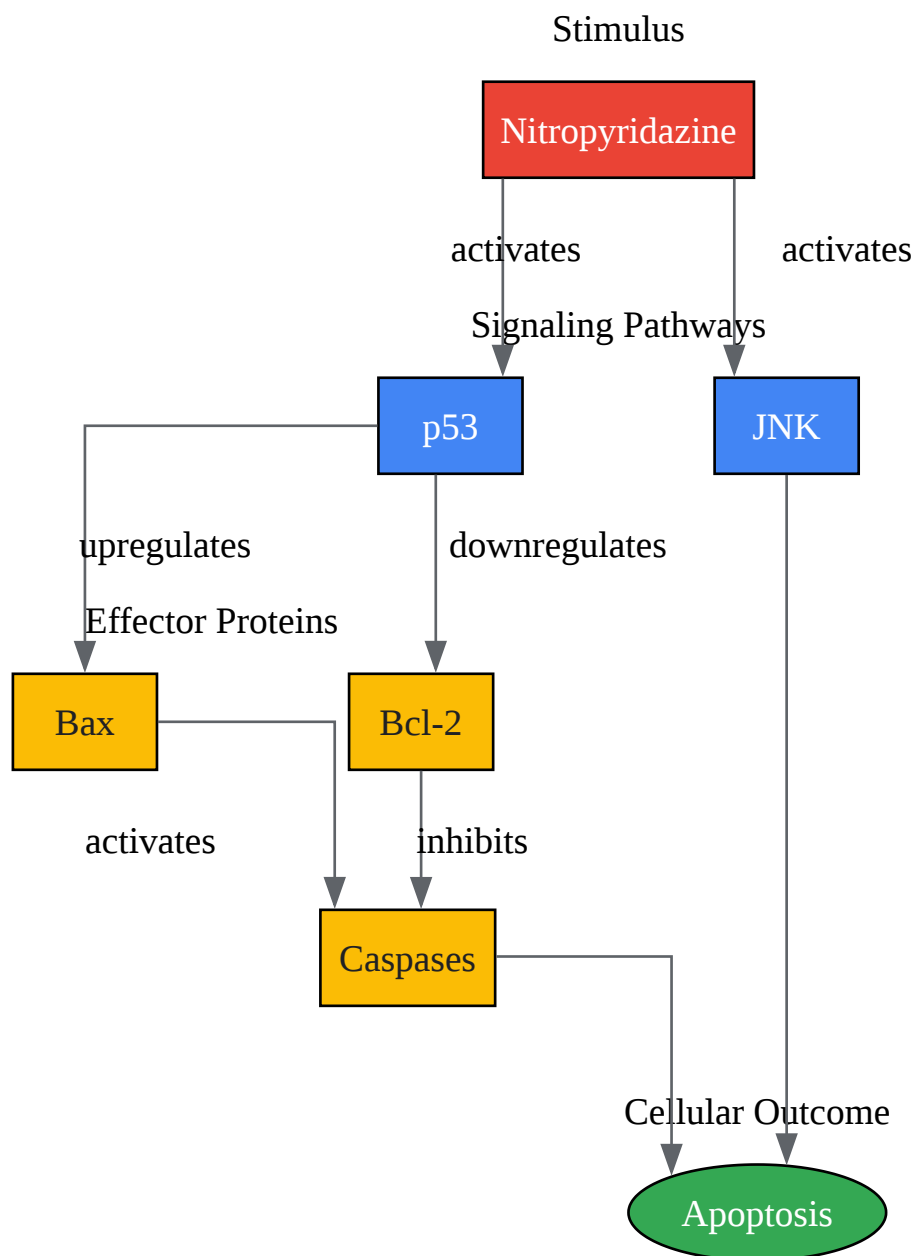 Stimulus
Nitropyridazine
activates
activates
Signaling Pathways
p53
JNK
upregulates
downregulates
Effector Proteins
Bax
Bcl-2
activates
inhibits
Caspases
Cellular Outcome
Apoptosis